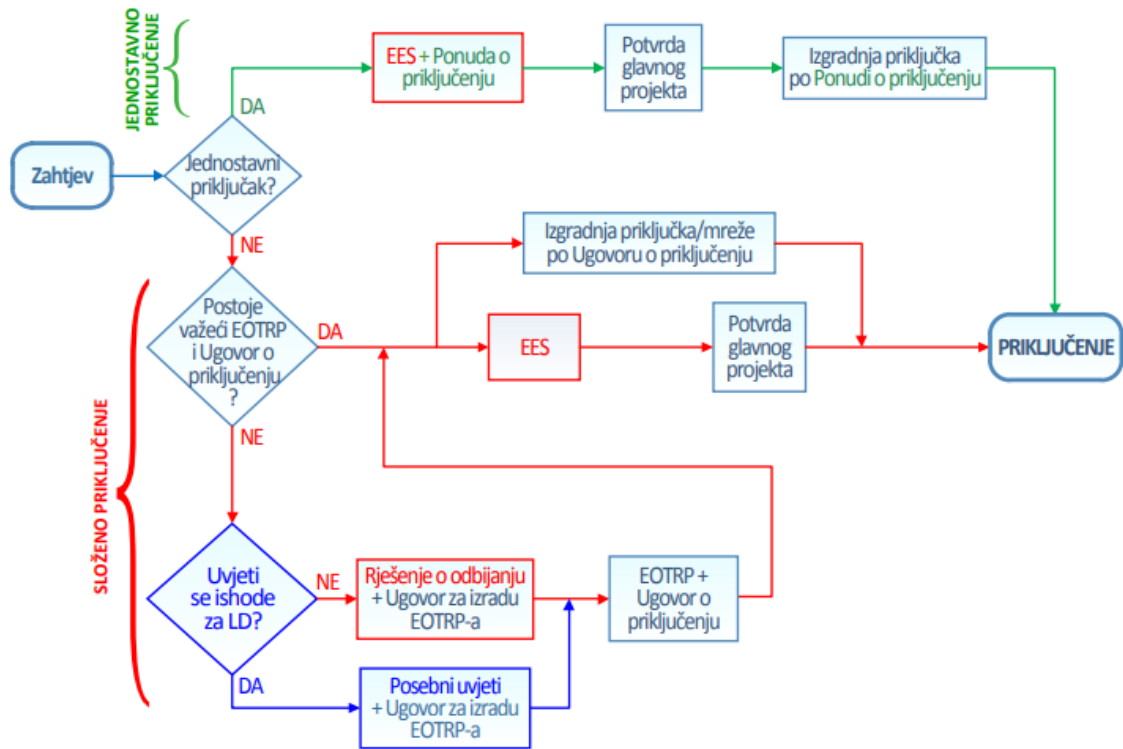 JEDNOSTAVNO
PRIKLJUČENJE
EES + Ponuda o
priključenju
Potvrda
glavnog
projekta
Izgradnja priključka
po Ponudi o priključenju
DA
Zahtjev
Jednostavni
priključak?
NE
Izgradnja priključka/mreže
po Ugovoru o priključenju
SLOŽENO PRIKLJUČENJE
Postoje
važeći EOTRP
i Ugovor o
priključenju
?
DA
EES
Potvrda
glavnog
projekta
PRIKLJUČENJE
NE
Uvjeti
se ishode
za LD?
NE
Rješenje o odbijanju
+ Ugovor za izradu
EOTRP-a
EOTRP +
Ugovor o
priključenju
DA
Posebni uvjeti
+ Ugovor za izradu
EOTRP-a